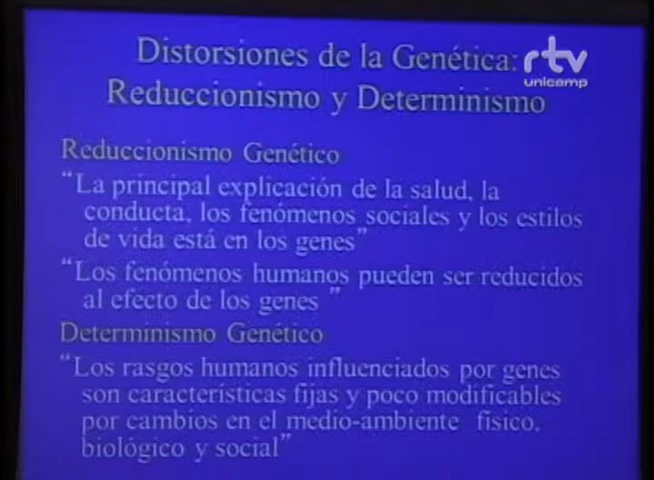 Distorsiones de la Genética:
Reduccionismo y Determinismo
rtv
unicamp
Reduccionismo Genético
“La principal explicación de la salud, la
conducta, los fenómenos sociales y los estilos
de vida está en los genes”
“Los fenómenos humanos pueden ser reducidos
al efecto de los genes ”
Determinismo Genético
“Los rasgos humanos influenciados por genes
son características fijas y poco modificables
por cambios en el medio-ambiente físico,
biológico y social”